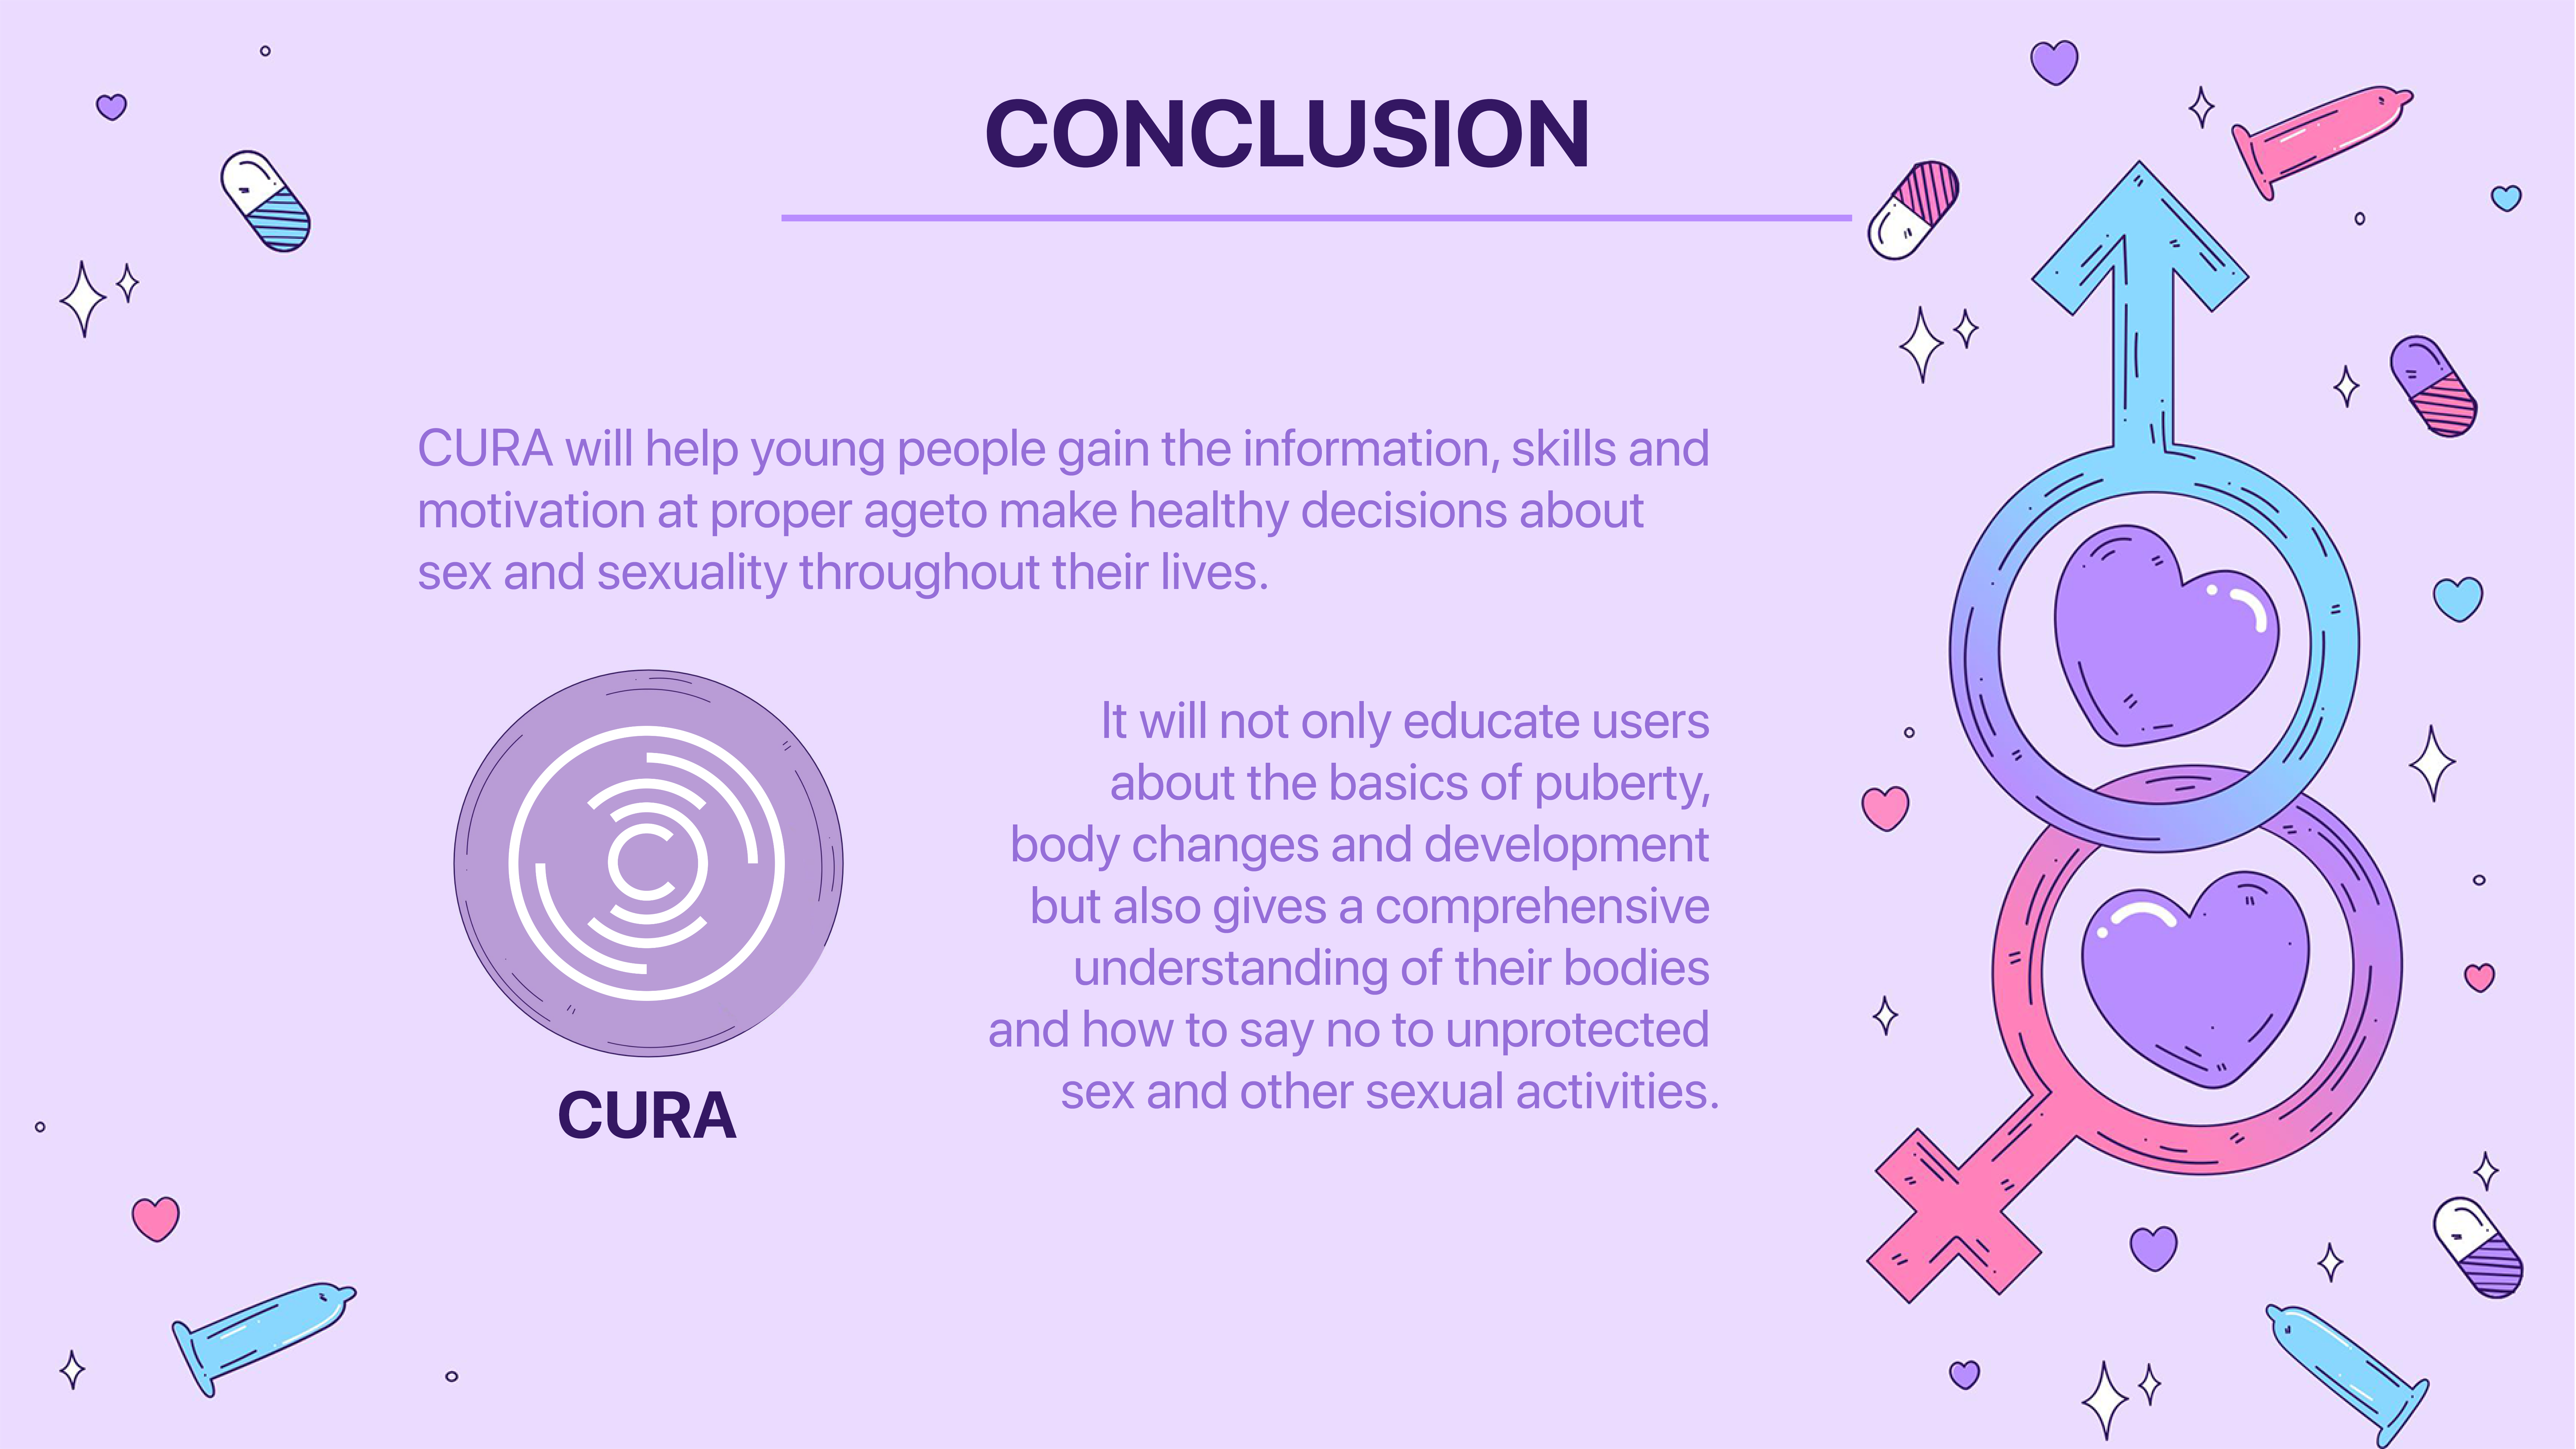 CONCLUSION
CURA will help young people gain the information, skills and
motivation at proper ageto make healthy decisions about
sex and sexuality throughout their lives.
It will not only educate users
about the basics of puberty,
body changes and development
but also gives a comprehensive
understanding of their bodies
and how to say no to unprotected
sex and other sexual activities.
CURA